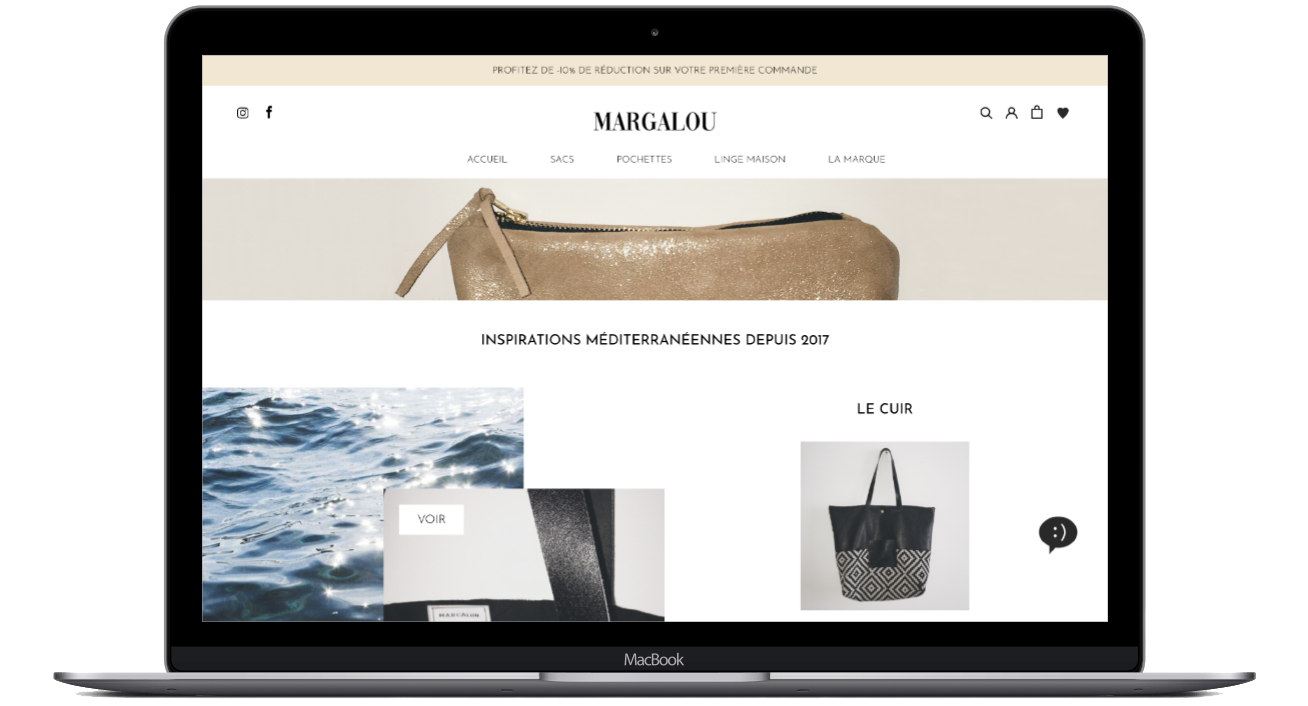 PROFITEZ DE -10% DE RÉDUCTION SUR VOTRE PREMIÈRE COMMANDE
MARGALOU
ACCUEIL SACS POCHETTES LINGE MAISON LA MARQUE
INSPIRATIONS MÉDITERRANÉENNES DEPUIS 2017
LE CUIR
VOIR
:)
MARGALOU
MacBook